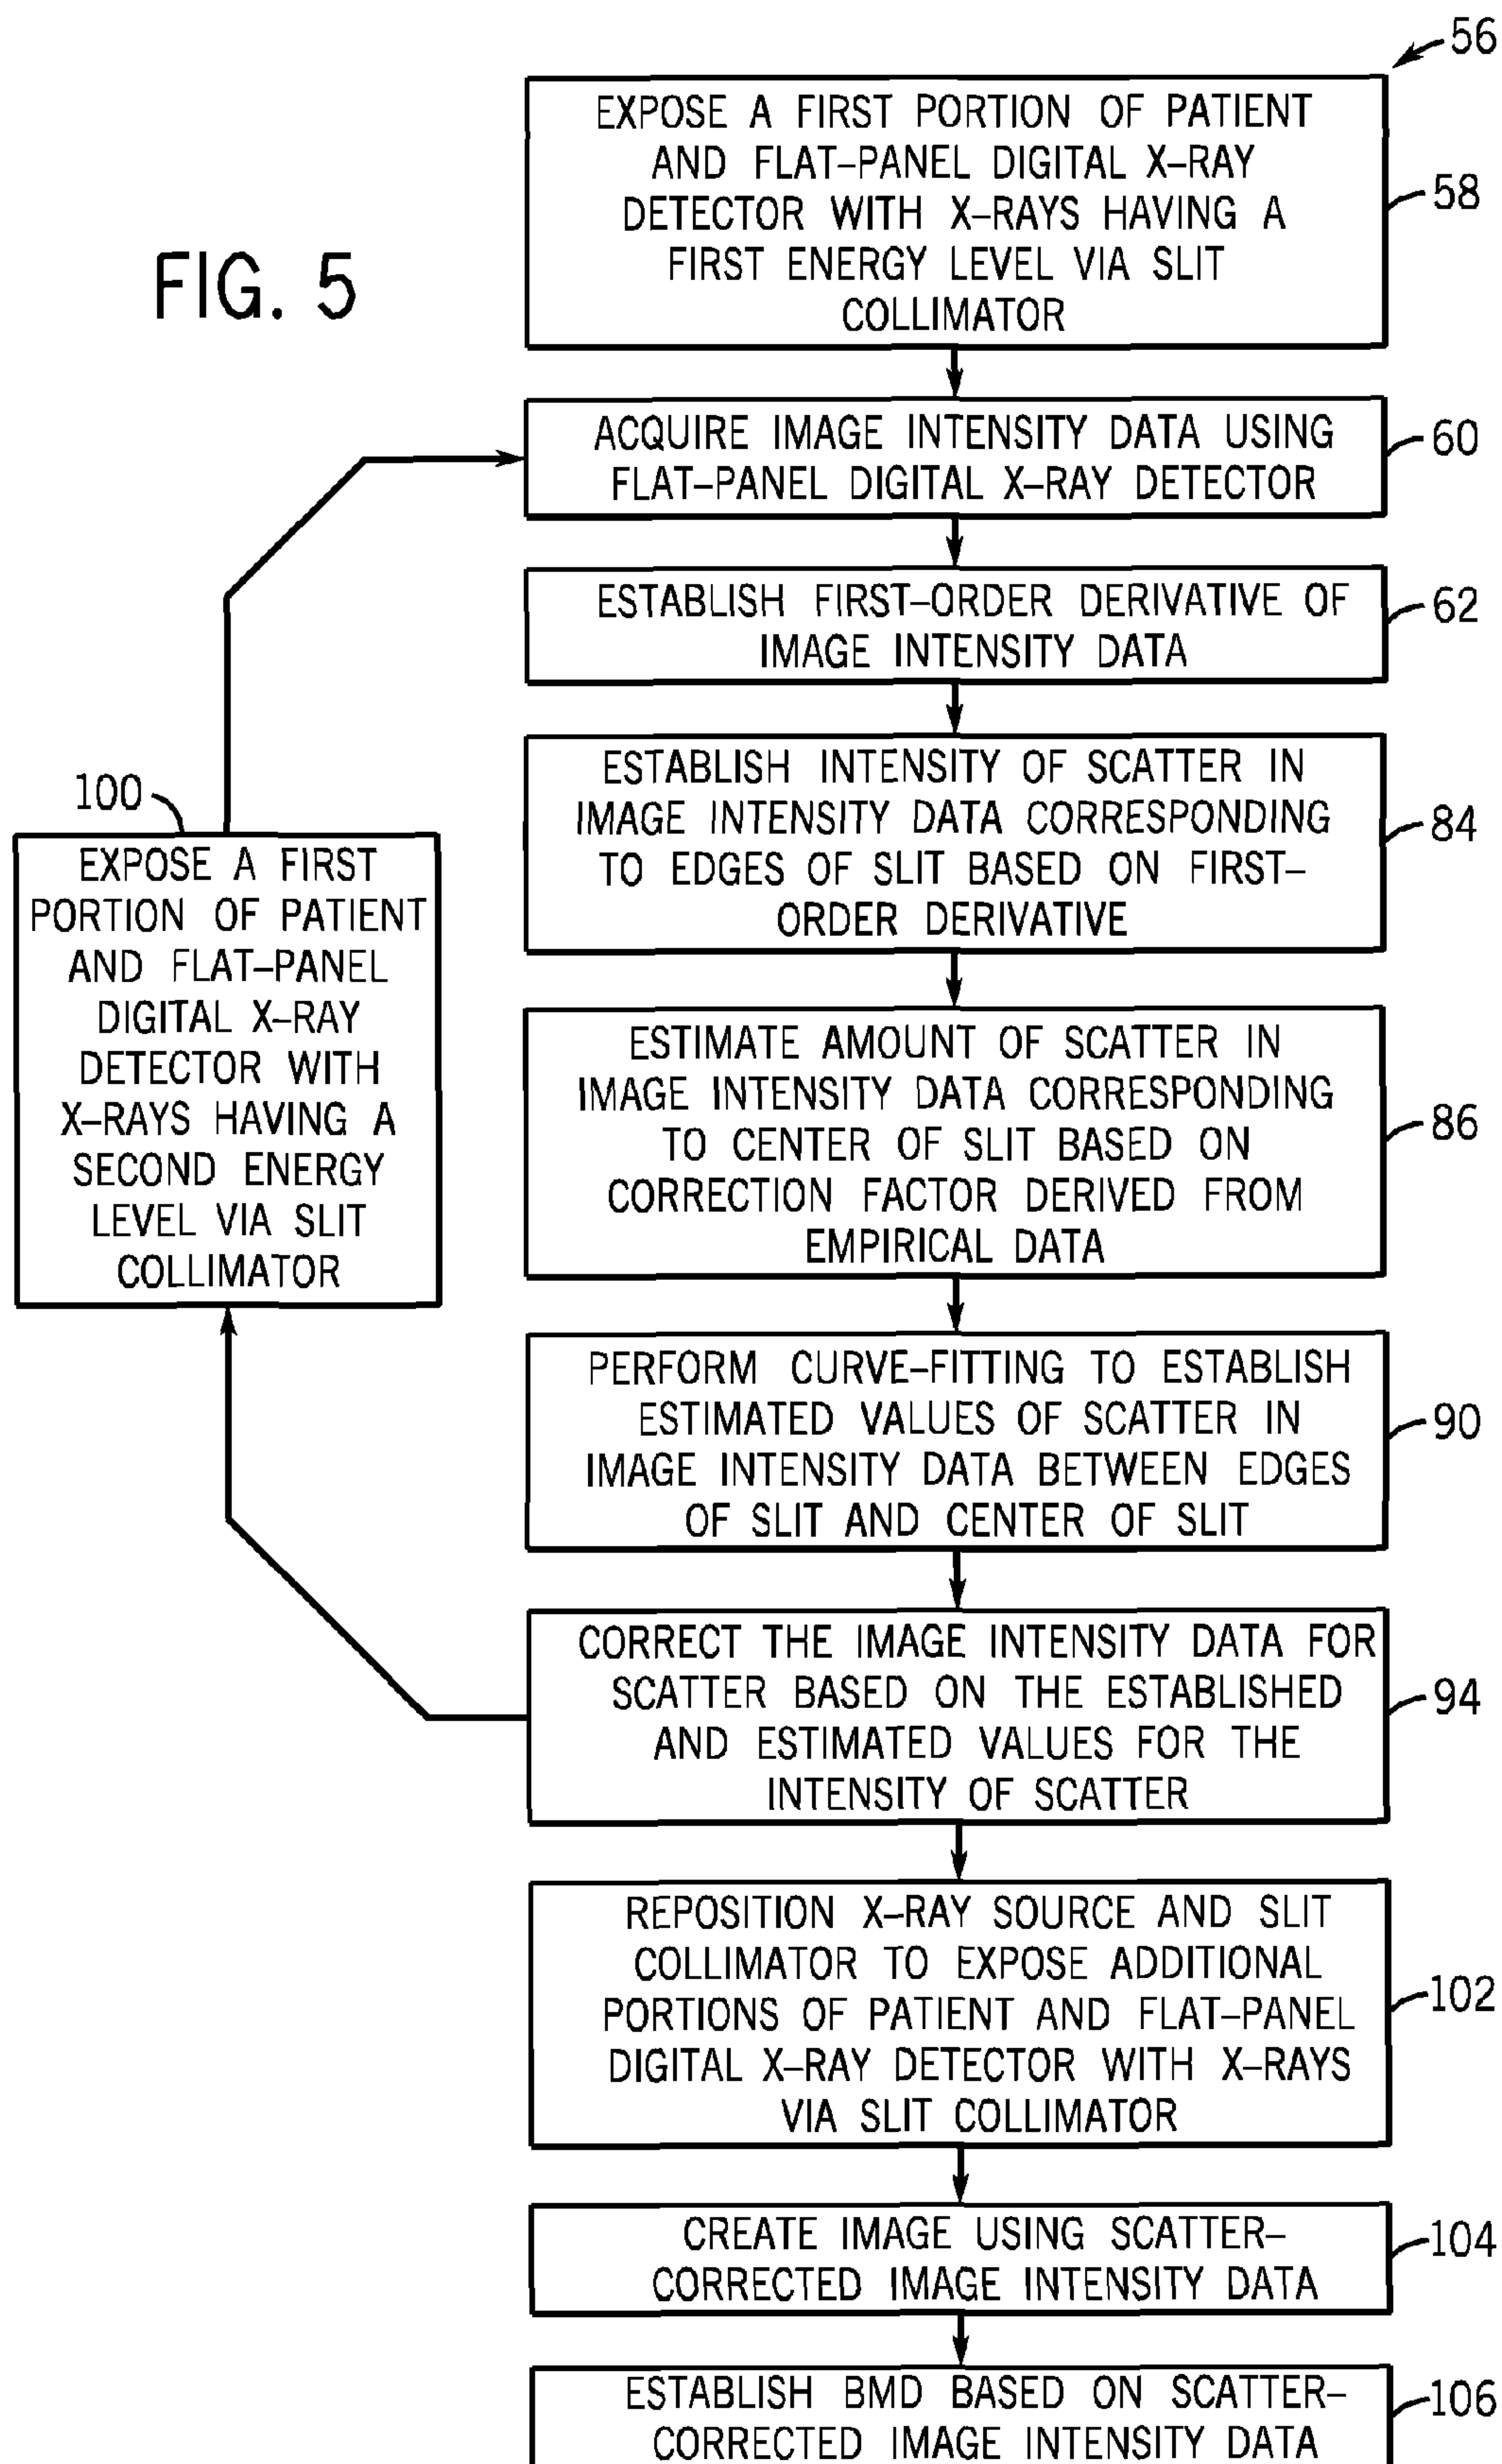 FIG. 5
56
EXPOSE A FIRST PORTION OF PATIENT
AND FLAT–PANEL DIGITAL X–RAY
DETECTOR WITH X–RAYS HAVING A
FIRST ENERGY LEVEL VIA SLIT
COLLIMATOR
58
ACQUIRE IMAGE INTENSITY DATA USING
FLAT–PANEL DIGITAL X–RAY DETECTOR
60
ESTABLISH FIRST–ORDER DERIVATIVE OF
IMAGE INTENSITY DATA
62
ESTABLISH INTENSITY OF SCATTER IN
IMAGE INTENSITY DATA CORRESPONDING
TO EDGES OF SLIT BASED ON FIRST–
ORDER DERIVATIVE
84
ESTIMATE AMOUNT OF SCATTER IN
IMAGE INTENSITY DATA CORRESPONDING
TO CENTER OF SLIT BASED ON
CORRECTION FACTOR DERIVED FROM
EMPIRICAL DATA
86
PERFORM CURVE–FITTING TO ESTABLISH
ESTIMATED VALUES OF SCATTER IN
IMAGE INTENSITY DATA BETWEEN EDGES
OF SLIT AND CENTER OF SLIT
90
CORRECT THE IMAGE INTENSITY DATA FOR
SCATTER BASED ON THE ESTABLISHED
AND ESTIMATED VALUES FOR THE
INTENSITY OF SCATTER
94
100
EXPOSE A FIRST
PORTION OF PATIENT
AND FLAT–PANEL
DIGITAL X–RAY
DETECTOR WITH
X–RAYS HAVING A
SECOND ENERGY
LEVEL VIA SLIT
COLLIMATOR
REPOSITION X–RAY SOURCE AND SLIT
COLLIMATOR TO EXPOSE ADDITIONAL
PORTIONS OF PATIENT AND FLAT–PANEL
DIGITAL X–RAY DETECTOR WITH X–RAYS
VIA SLIT COLLIMATOR
102
CREATE IMAGE USING SCATTER–
CORRECTED IMAGE INTENSITY DATA
104
ESTABLISH BMD BASED ON SCATTER–
CORRECTED IMAGE INTENSITY DATA
106